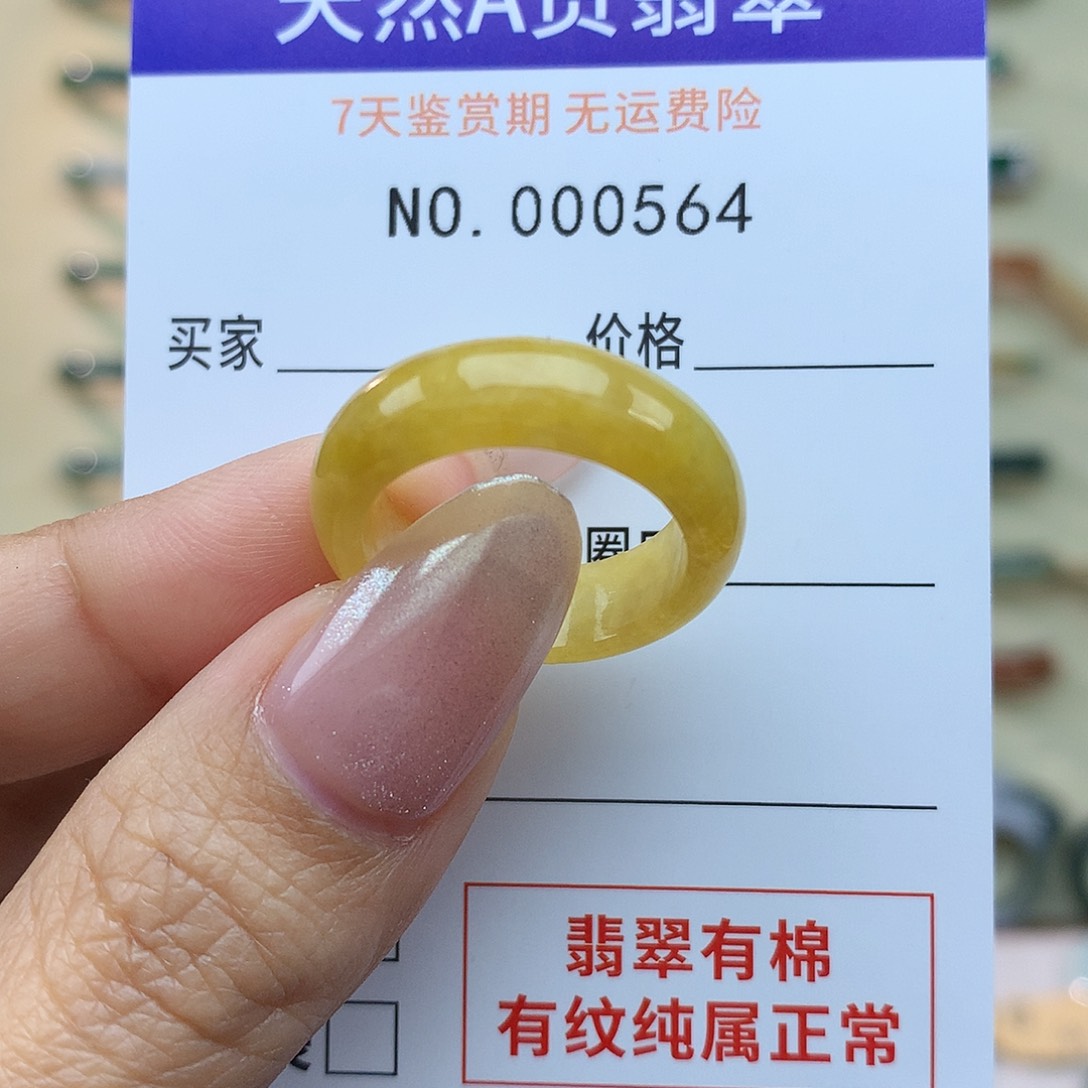 天然A货翡翠
7天鉴赏期 无运费险
NO. 000564
买家 价格
圈
翡翠有棉
有纹纯属正常